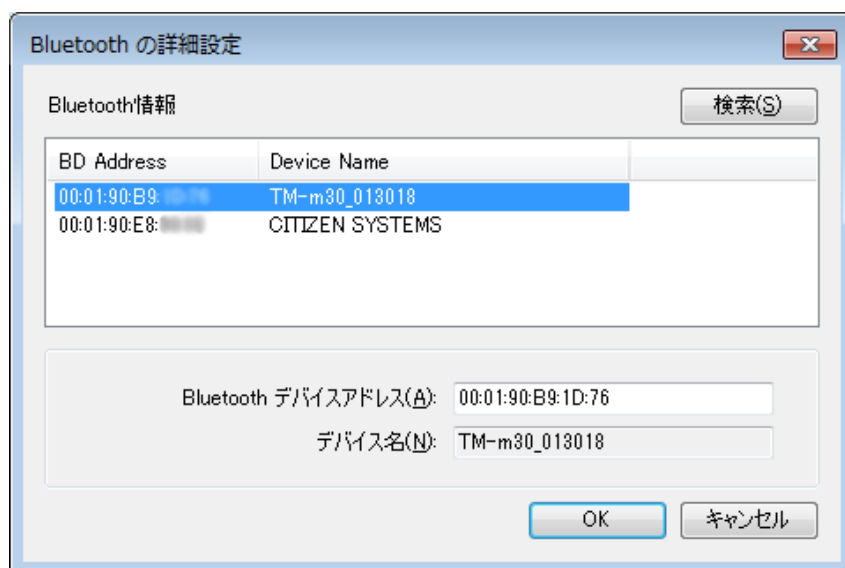 Bluetooth の詳細設定
Bluetooth情報 検索(S)
BD Address Device Name
00:01:90:B9: TM-m30_013018
00:01:90:E8: CITIZEN SYSTEMS
Bluetooth デバイスアドレス(A): 00:01:90:B9:1D:76
デバイス名(N): TM-m30_013018
OK キャンセル